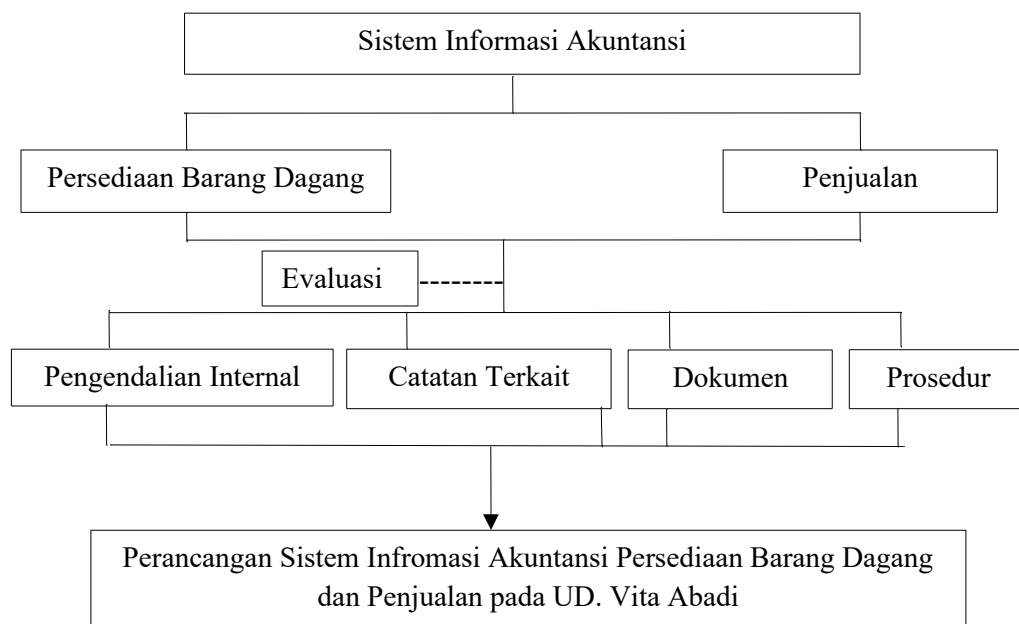 Sistem Informasi Akuntansi
Persediaan Barang Dagang
Penjualan
Evaluasi
Pengendalian Internal
Catatan Terkait
Dokumen
Prosedur
Perancangan Sistem Infromasi Akuntansi Persediaan Barang Dagang
dan Penjualan pada UD. Vita Abadi